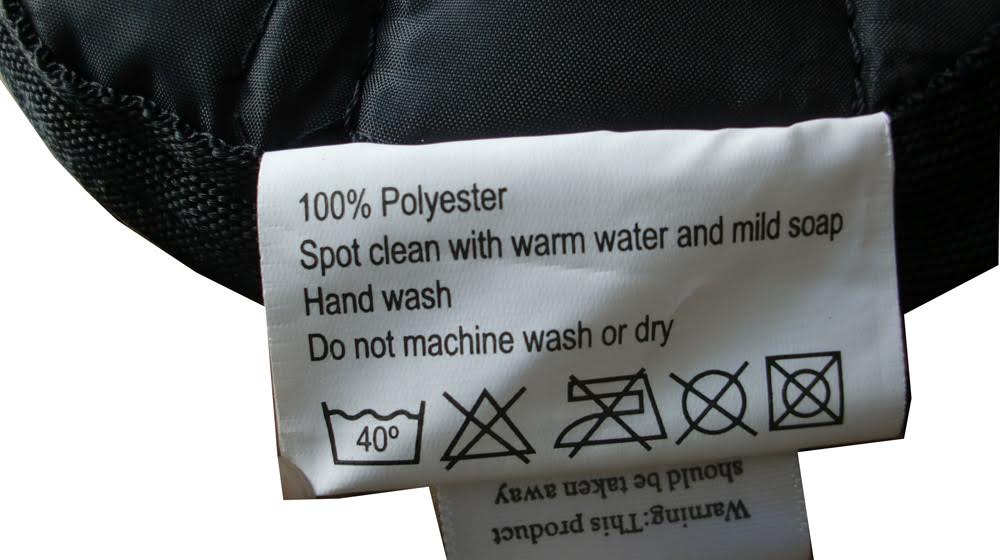 100% Polyester
Spot clean with warm water and mild soap
Hand wash
Do not machine wash or dry
40º
Warning:This product
should be taken away